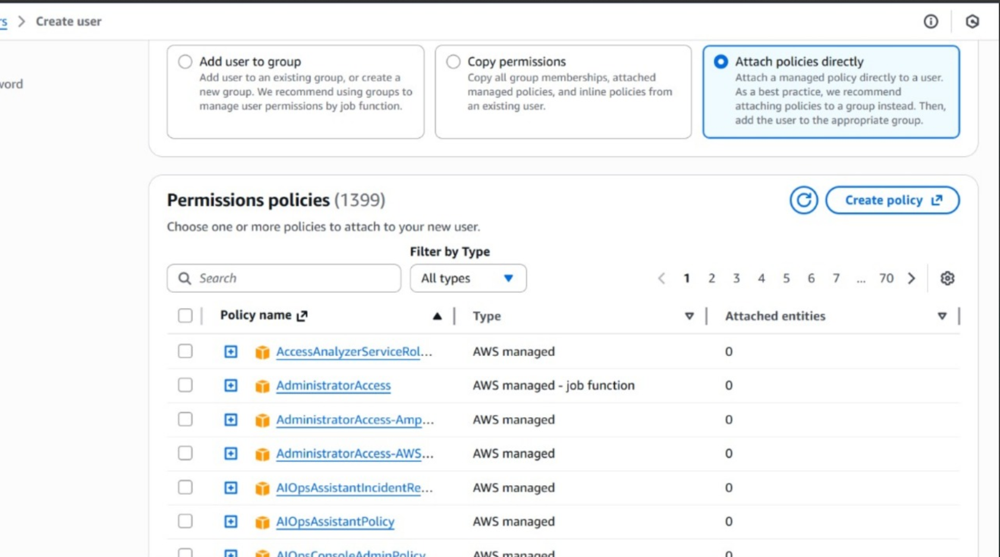 rs > Create user
Add user to group
Add user to an existing group, or create a
new group. We recommend using groups to
manage user permissions by job function.
Copy permissions
Copy all group memberships, attached
managed policies, and inline policies from
an existing user.
Attach policies directly
Attach a managed policy directly to a user.
As a best practice, we recommend
attaching policies to a group instead. Then,
add the user to the appropriate group.
word
Permissions policies (1399)
Create policy
Choose one or more policies to attach to your new user.
Filter by Type
Search
All types
1 2 3 4 5 6 7 ... 70
Policy name Type Attached entities
AccessAnalyzerServiceRol... AWS managed 0
AdministratorAccess AWS managed - job function 0
AdministratorAccess-Amp... AWS managed 0
AdministratorAccess-AWS... AWS managed 0
AIOpsAssistantIncidentRe... AWS managed 0
AIOpsAssistantPolicy AWS managed 0
AIOpsConsoleAdminPolicy AWS managed 0